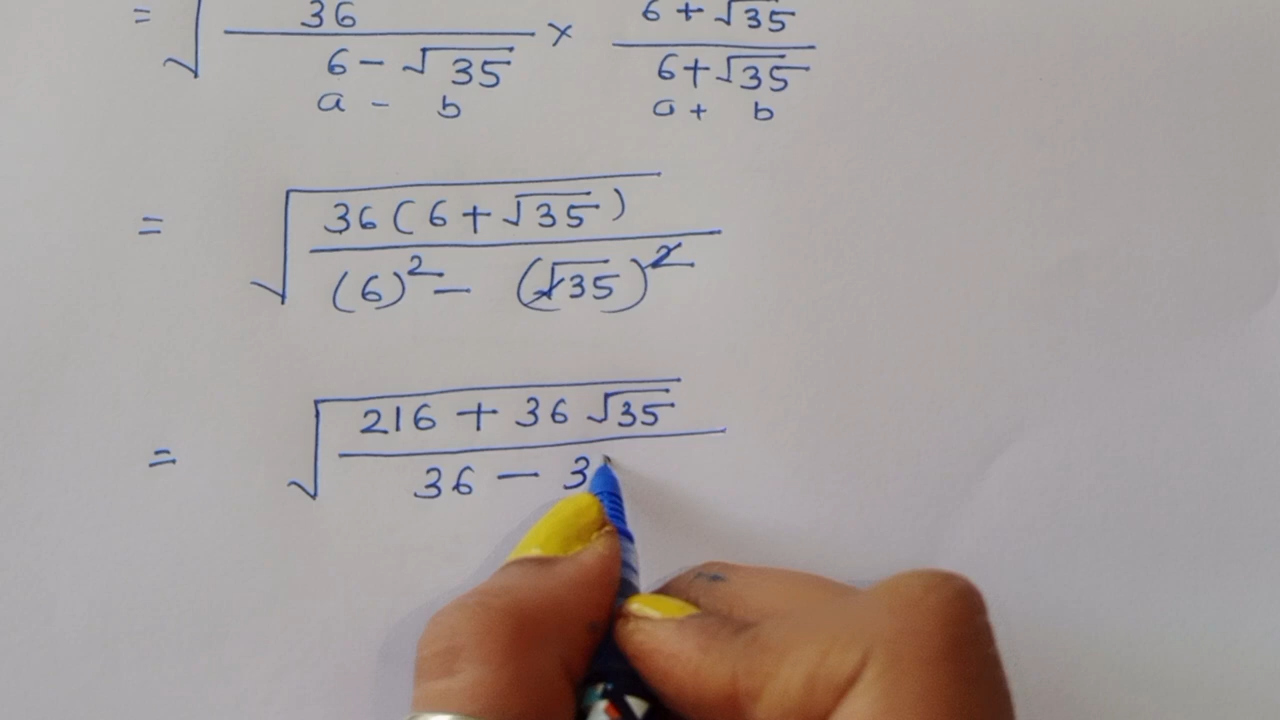 = √ 36 / 6 - √35 × 6 + √35 / 6 + √35
a - b a + b
= √ 36 ( 6 + √35 ) / (6)² - (√35)²
= √ 216 + 36 √35 / 36 - 3